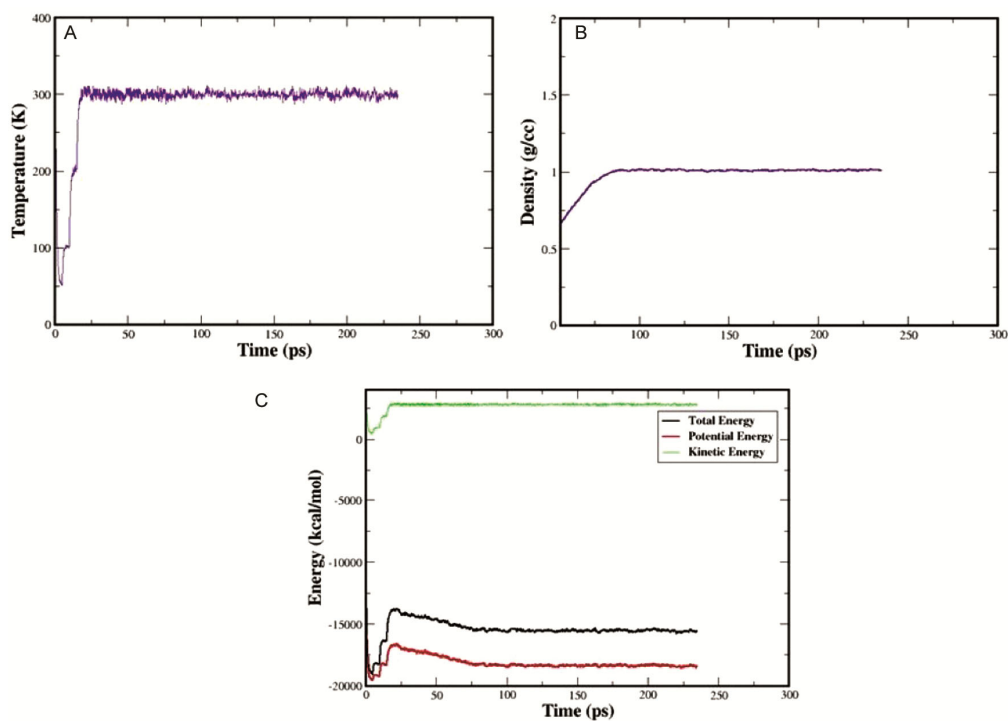 A
400
300
200
100
0
Temperature (K)
0
50
100
150
200
250
300
Time (ps)
B
2
1.5
1
0.5
0
Density (g/cc)
100
150
200
250
300
Time (ps)
C
0
-5000
-10000
-15000
-20000
Energy (kcal/mol)
Total Energy
Potential Energy
Kinetic Energy
0
50
100
150
200
250
300
Time (ps)